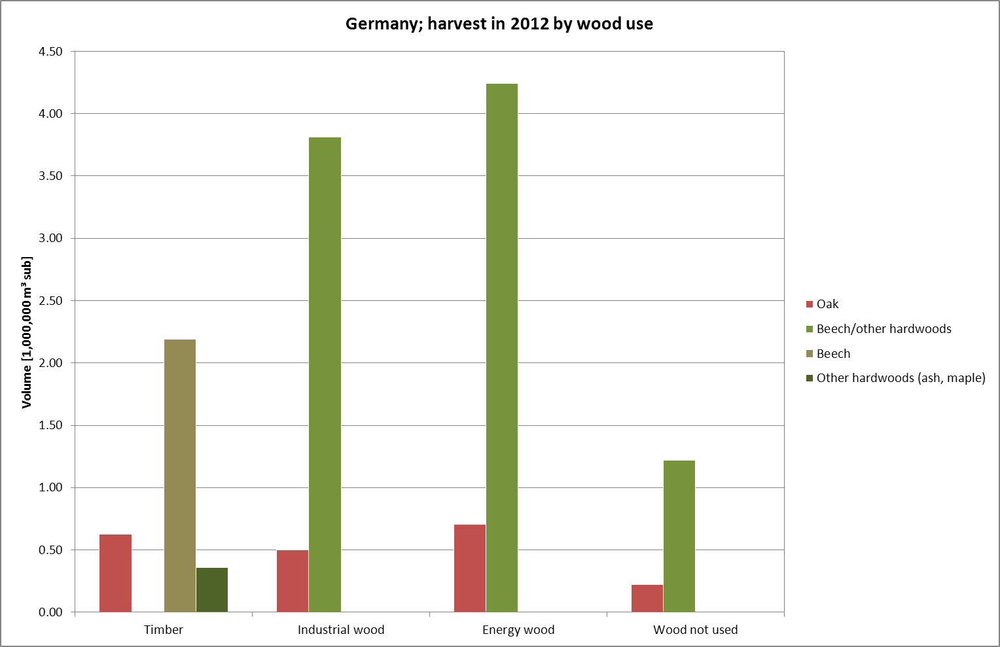 Germany; harvest in 2012 by wood use
4.50
4.00
3.50
3.00
2.50
2.00
1.50
1.00
0.50
0.00
Volume [1,000,000 m³ sub]
Timber
Industrial wood
Energy wood
Wood not used
Oak
Beech/other hardwoods
Beech
Other hardwoods (ash, maple)